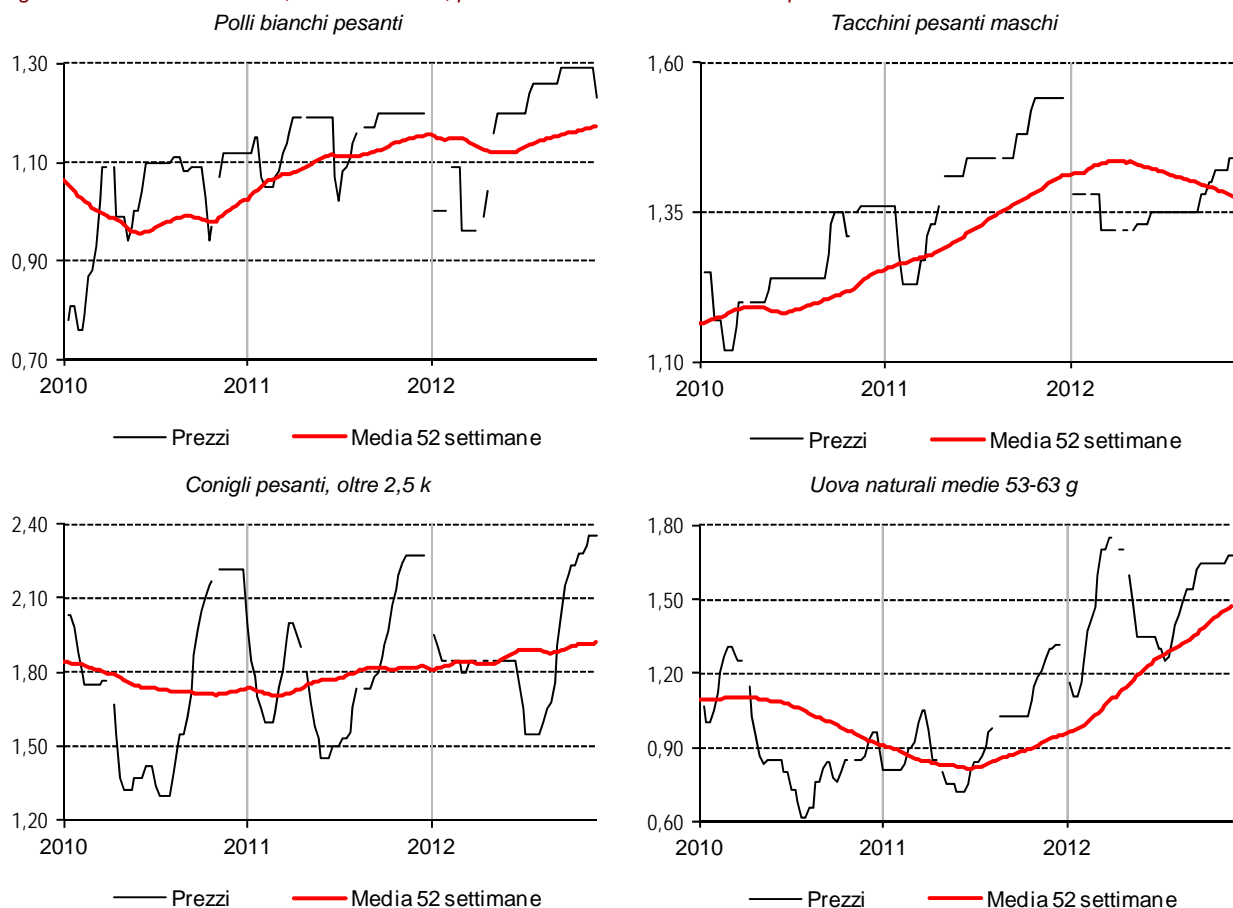 Polli bianchi pesanti
1,30
1,10
0,90
0,70
2010 2011 2012
Prezzi Media 52 settimane
Tacchini pesanti maschi
1,60
1,35
1,10
2010 2011 2012
Prezzi Media 52 settimane
Conigli pesanti, oltre 2,5 k
2,40
2,10
1,80
1,50
1,20
2010 2011 2012
Prezzi Media 52 settimane
Uova naturali medie 53-63 g
1,80
1,50
1,20
0,90
0,60
2010 2011 2012
Prezzi Media 52 settimane